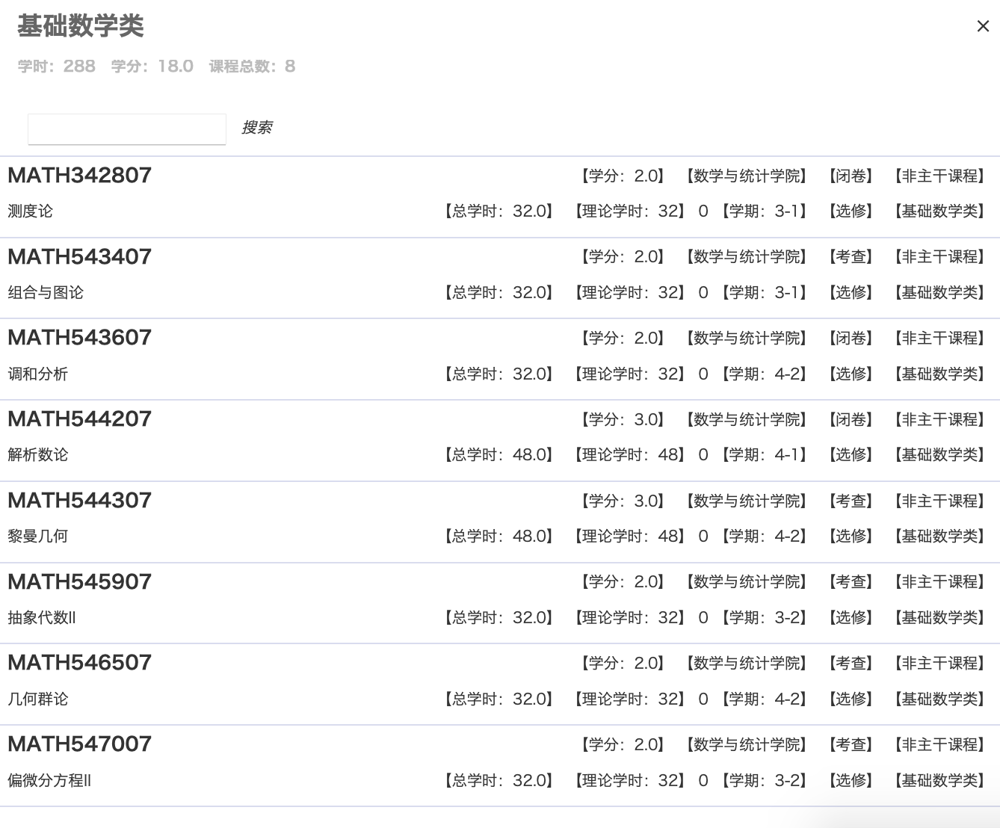 基础数学类
×
学时：288 学分：18.0 课程总数：8
搜索
MATH342807 【学分：2.0】 【数学与统计学院】 【闭卷】 【非主干课程】
测度论 【总学时：32.0】 【理论学时：32】 0 【学期：3-1】 【选修】 【基础数学类】
MATH543407 【学分：2.0】 【数学与统计学院】 【考查】 【非主干课程】
组合与图论 【总学时：32.0】 【理论学时：32】 0 【学期：3-1】 【选修】 【基础数学类】
MATH543607 【学分：2.0】 【数学与统计学院】 【闭卷】 【非主干课程】
调和分析 【总学时：32.0】 【理论学时：32】 0 【学期：4-2】 【选修】 【基础数学类】
MATH544207 【学分：3.0】 【数学与统计学院】 【闭卷】 【非主干课程】
解析数论 【总学时：48.0】 【理论学时：48】 0 【学期：4-1】 【选修】 【基础数学类】
MATH544307 【学分：3.0】 【数学与统计学院】 【考查】 【非主干课程】
黎曼几何 【总学时：48.0】 【理论学时：48】 0 【学期：4-2】 【选修】 【基础数学类】
MATH545907 【学分：2.0】 【数学与统计学院】 【考查】 【非主干课程】
抽象代数II 【总学时：32.0】 【理论学时：32】 0 【学期：3-2】 【选修】 【基础数学类】
MATH546507 【学分：2.0】 【数学与统计学院】 【考查】 【非主干课程】
几何群论 【总学时：32.0】 【理论学时：32】 0 【学期：4-2】 【选修】 【基础数学类】
MATH547007 【学分：2.0】 【数学与统计学院】 【考查】 【非主干课程】
偏微分方程II 【总学时：32.0】 【理论学时：32】 0 【学期：3-2】 【选修】 【基础数学类】